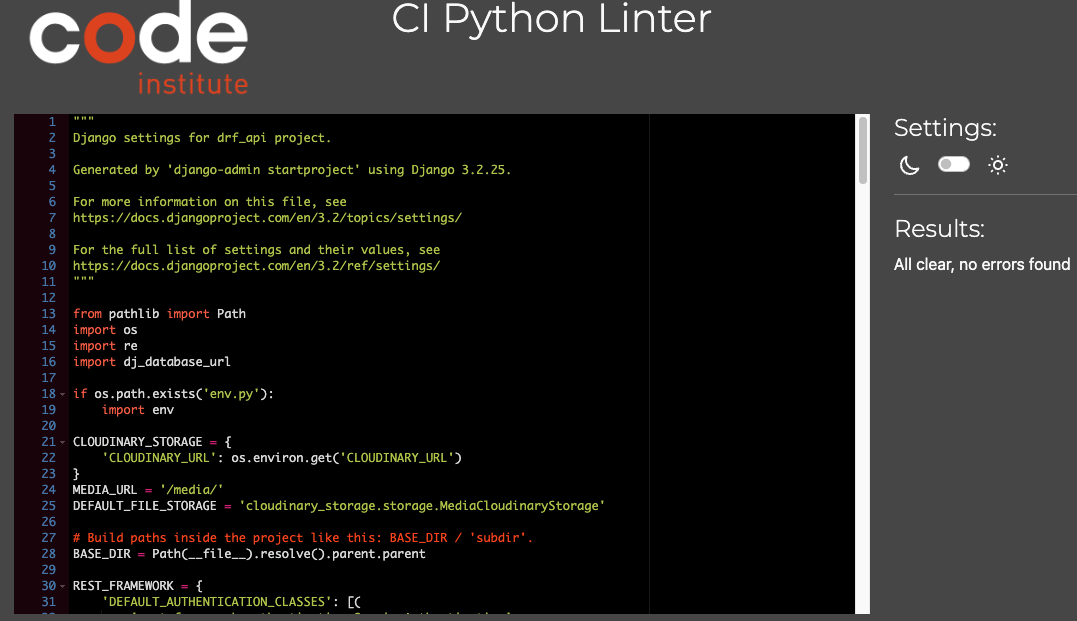 code
institute
CI Python Linter
1 """
2 Django settings for drf_api project.
3
4 Generated by 'django-admin startproject' using Django 3.2.25.
5
6 For more information on this file, see
7 https://docs.djangoproject.com/en/3.2/topics/settings/
8
9 For the full list of settings and their values, see
10 https://docs.djangoproject.com/en/3.2/ref/settings/
11 """
12
13 from pathlib import Path
14 import os
15 import re
16 import dj_database_url
17
18 if os.path.exists('env.py'):
19     import env
20
21 CLOUDINARY_STORAGE = {
22     'CLOUDINARY_URL': os.environ.get('CLOUDINARY_URL')
23 }
24 MEDIA_URL = '/media/'
25 DEFAULT_FILE_STORAGE = 'cloudinary_storage.storage.MediaCloudinaryStorage'
26
27 # Build paths inside the project like this: BASE_DIR / 'subdir'.
28 BASE_DIR = Path(__file__).resolve().parent.parent
29
30 REST_FRAMEWORK = {
31     'DEFAULT_AUTHENTICATION_CLASSES': [(
Settings:
Results:
All clear, no errors found